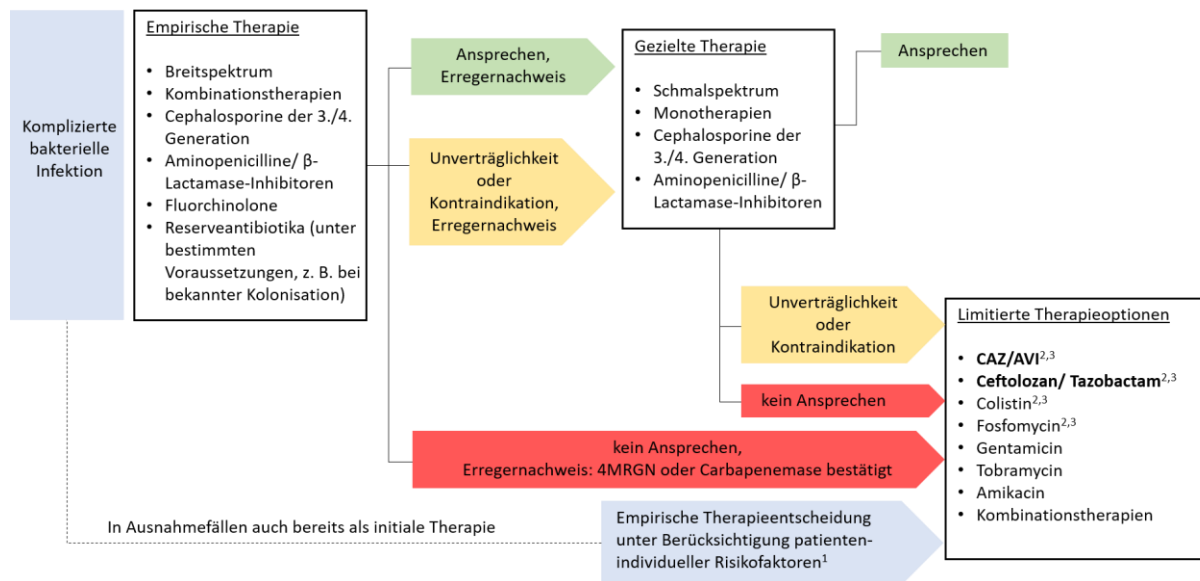 Komplizierte
bakterielle
Infektion
Empirische Therapie
• Breitspektrum
• Kombinationstherapien
• Cephalosporine der 3./4.
Generation
• Aminopenicilline/ β-
Lactamase-Inhibitoren
• Fluorchinolone
• Reserveantibiotika (unter
bestimmten
Voraussetzungen, z. B. bei
bekannter Kolonisation)
Ansprechen,
Erregernachweis
Unverträglichkeit
oder
Kontraindikation,
Erregernachweis
Gezielte Therapie
• Schmalspektrum
• Monotherapien
• Cephalosporine der
3./4. Generation
• Aminopenicilline/ β-
Lactamase-Inhibitoren
Ansprechen
Unverträglichkeit
oder
Kontraindikation
kein Ansprechen
kein Ansprechen,
Erregernachweis: 4MRGN oder Carbapenemase bestätigt
In Ausnahmefällen auch bereits als initiale Therapie
Empirische Therapieentscheidung
unter Berücksichtigung patienten-
individueller Risikofaktoren¹
Limitierte Therapieoptionen
• CAZ/AVI²,³
• Ceftolozan/ Tazobactam²,³
• Colistin²,³
• Fosfomycin²,³
• Gentamicin
• Tobramycin
• Amikacin
• Kombinationstherapien